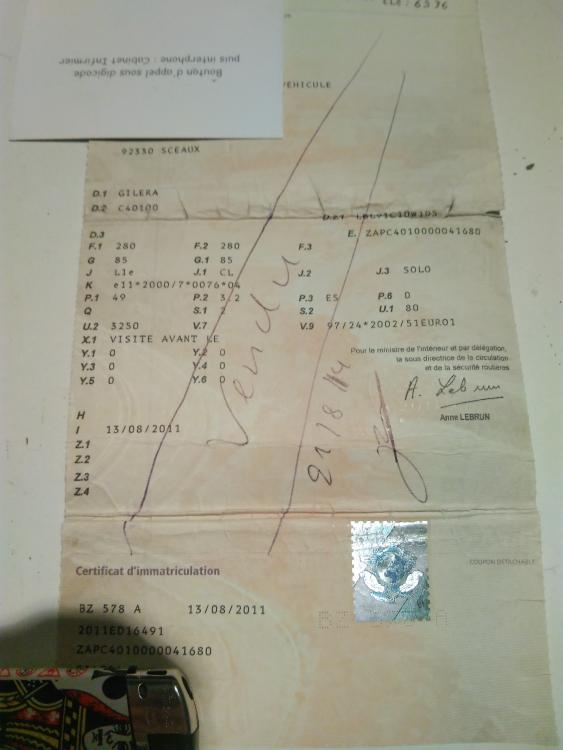 CLE: 6576
Bouton d'appel sous digicode
puis interphone : Cabinet Infirmier
VÉHICULE
92330 SCEAUX
D.1 GILERA
D.2 C40100
D.2.1
E. ZAPC4010000041680
D.3
F.1 280 F.2 280 F.3
G 85 G.1 85
J L1e J.1 CL J.2 J.3 SOLO
K e11*2000/7*0076*04
P.1 49 P.2 3,2 P.3 ES P.6 0
Q S.1 S.2 U.1 80
U.2 3250 V.7 V.9 97/24*2002/51EURO1
X.1 VISITE AVANT LE
Y.1 0 Y.2 0
Y.3 0 Y.4 0
Y.5 0 Y.6 0
Pour le ministre de l'intérieur et par délégation,
la sous directrice de la circulation
et de la sécurité routières
A. Lebrun
Anne LEBRUN
H
I 13/08/2011
Z.1
Z.2
Z.3
Z.4
Vendu
21/8/14
Certificat d'immatriculation
COUPON DÉTACHABLE
BZ 578 A 13/08/2011
2011ED16491
ZAPC4010000041680